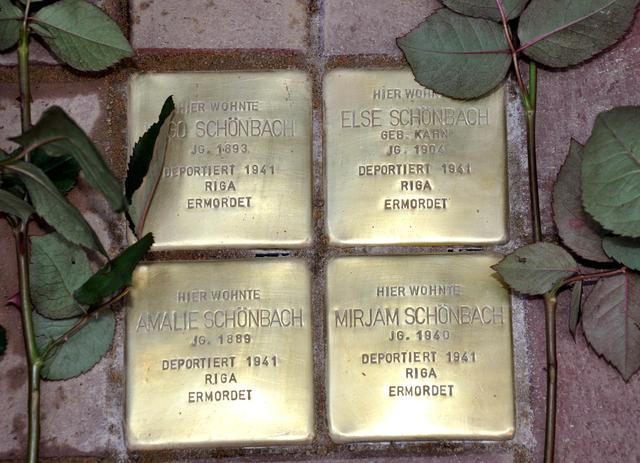 HIER WOHNTE
SCHÖNBACH
JG. 1893
DEPORTIERT 1941
RIGA
ERMORDET
HIER WOHNTE
ELSE SCHÖNBACH
GEB. KAHN
JG. 1904
DEPORTIERT 1941
RIGA
ERMORDET
HIER WOHNTE
AMALIE SCHÖNBACH
JG. 1889
DEPORTIERT 1941
RIGA
ERMORDET
HIER WOHNTE
MIRJAM SCHÖNBACH
JG. 1940
DEPORTIERT 1941
RIGA
ERMORDET